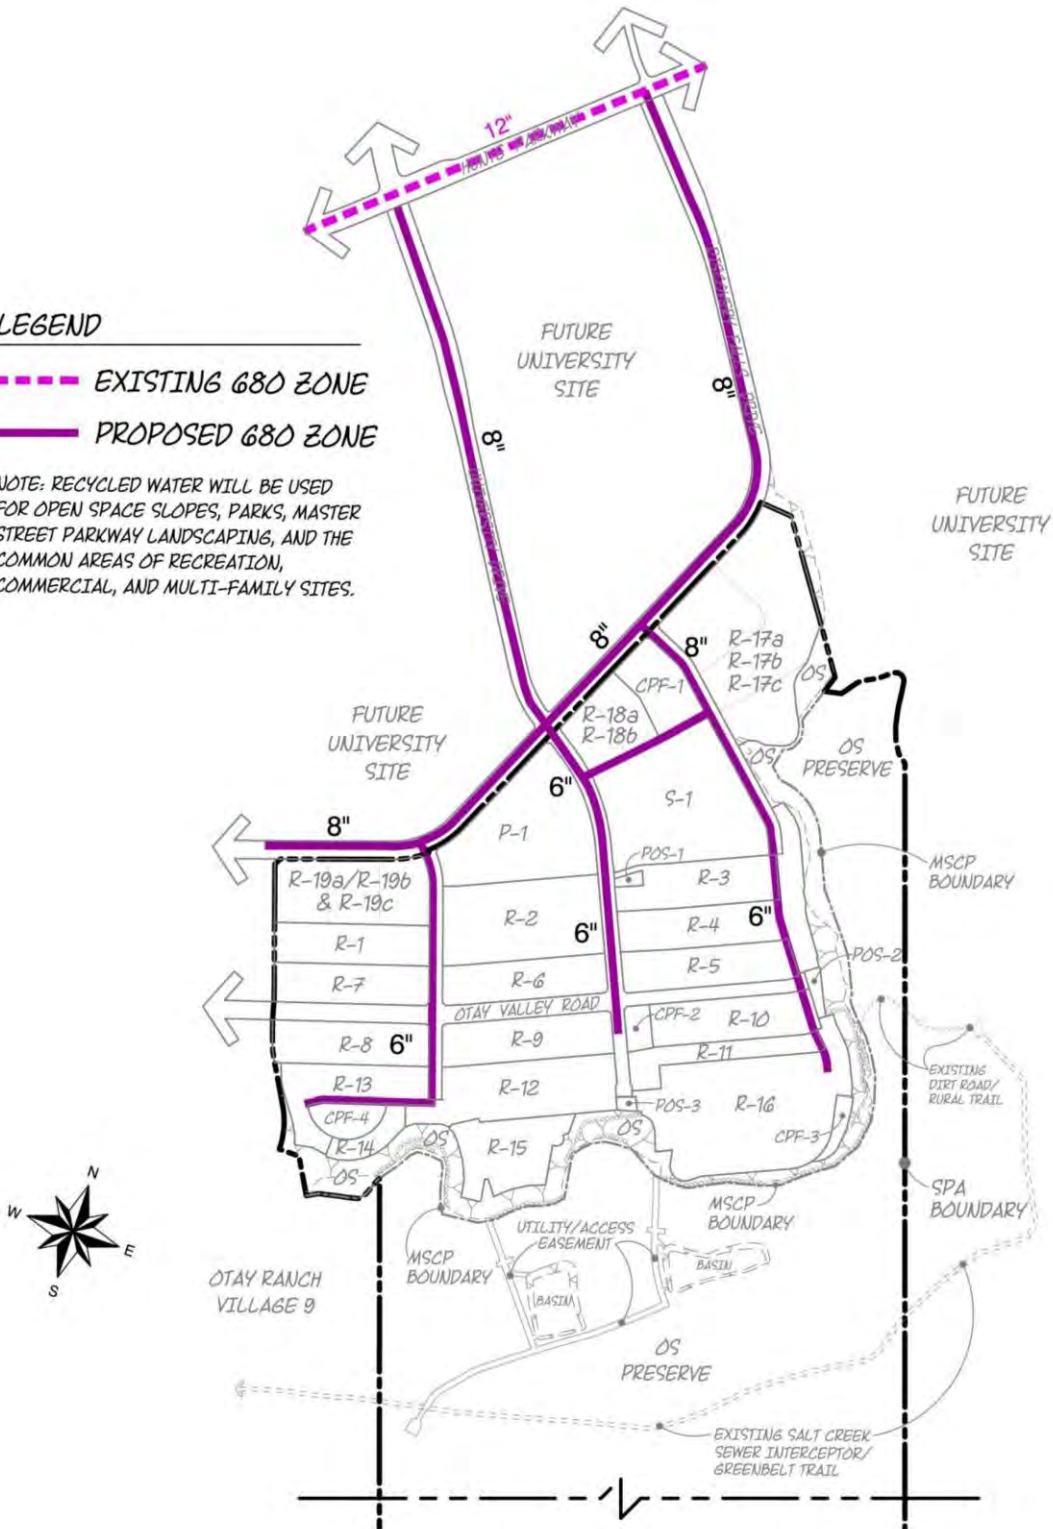 12"
PARKWAY
LEGEND
EXISTING 680 ZONE
PROPOSED 680 ZONE
NOTE: RECYCLED WATER WILL BE USED
FOR OPEN SPACE SLOPES, PARKS, MASTER
STREET PARKWAY LANDSCAPING, AND THE
COMMON AREAS OF RECREATION,
COMMERCIAL, AND MULTI-FAMILY SITES.
FUTURE
UNIVERSITY
SITE
DISCOVERY FALLS DRIVE
8"
8"
FUTURE
UNIVERSITY
SITE
8"
8"
R-17a
R-17b
R-17c
OS
CPF-1
R-18a
R-18b
FUTURE
UNIVERSITY
SITE
OS
OS
PRESERVE
6"
S-1
8"
P-1
POS-1
MSCP
BOUNDARY
R-19a/R-19b
& R-19c
R-3
R-2
R-4
6"
6"
R-1
R-5
POS-2
R-7
R-6
OTAY VALLEY ROAD
CPF-2
R-10
R-8
6"
R-9
R-11
EXISTING
DIRT ROAD/
RURAL TRAIL
R-13
R-12
POS-3
R-16
CPF-4
CPF-3
R-14
OS
R-15
OS
OS
SPA
BOUNDARY
MSCP
BOUNDARY
N
W
E
S
UTILITY/ACCESS
EASEMENT
MSCP
BOUNDARY
BASIN
BASIN
OTAY RANCH
VILLAGE 9
OS
PRESERVE
EXISTING SALT CREEK
SEWER INTERCEPTOR/
GREENBELT TRAIL